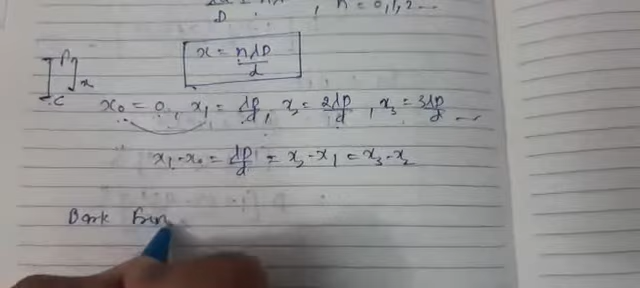 D , n = 0, 1, 2 ...
x = nλD/d
P
x
C
x₀ = 0, x₁ = λD/d, x₂ = 2λD/d, x₃ = 3λD/d ...
x₁ - x₀ = λD/d = x₂ - x₁ = x₃ - x₂
Dark Frin